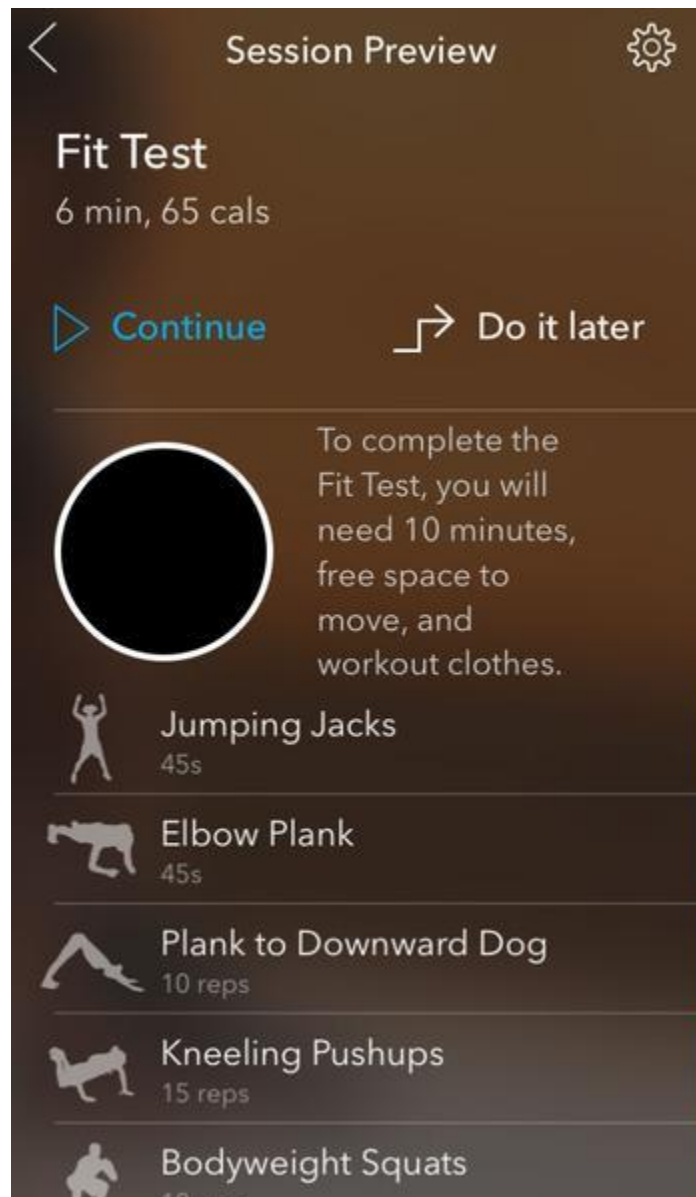 Session Preview
Fit Test
6 min, 65 cals
Continue
Do it later
To complete the
Fit Test, you will
need 10 minutes,
free space to
move, and
workout clothes.
Jumping Jacks
45s
Elbow Plank
45s
Plank to Downward Dog
10 reps
Kneeling Pushups
15 reps
Bodyweight Squats